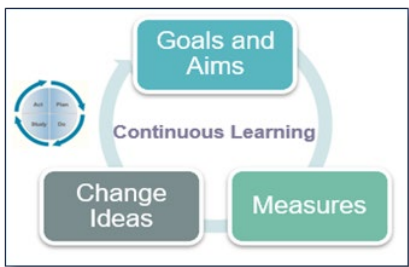 Goals and
Aims
Act
Plan
Study
Do
Continuous Learning
Change
Ideas
Measures